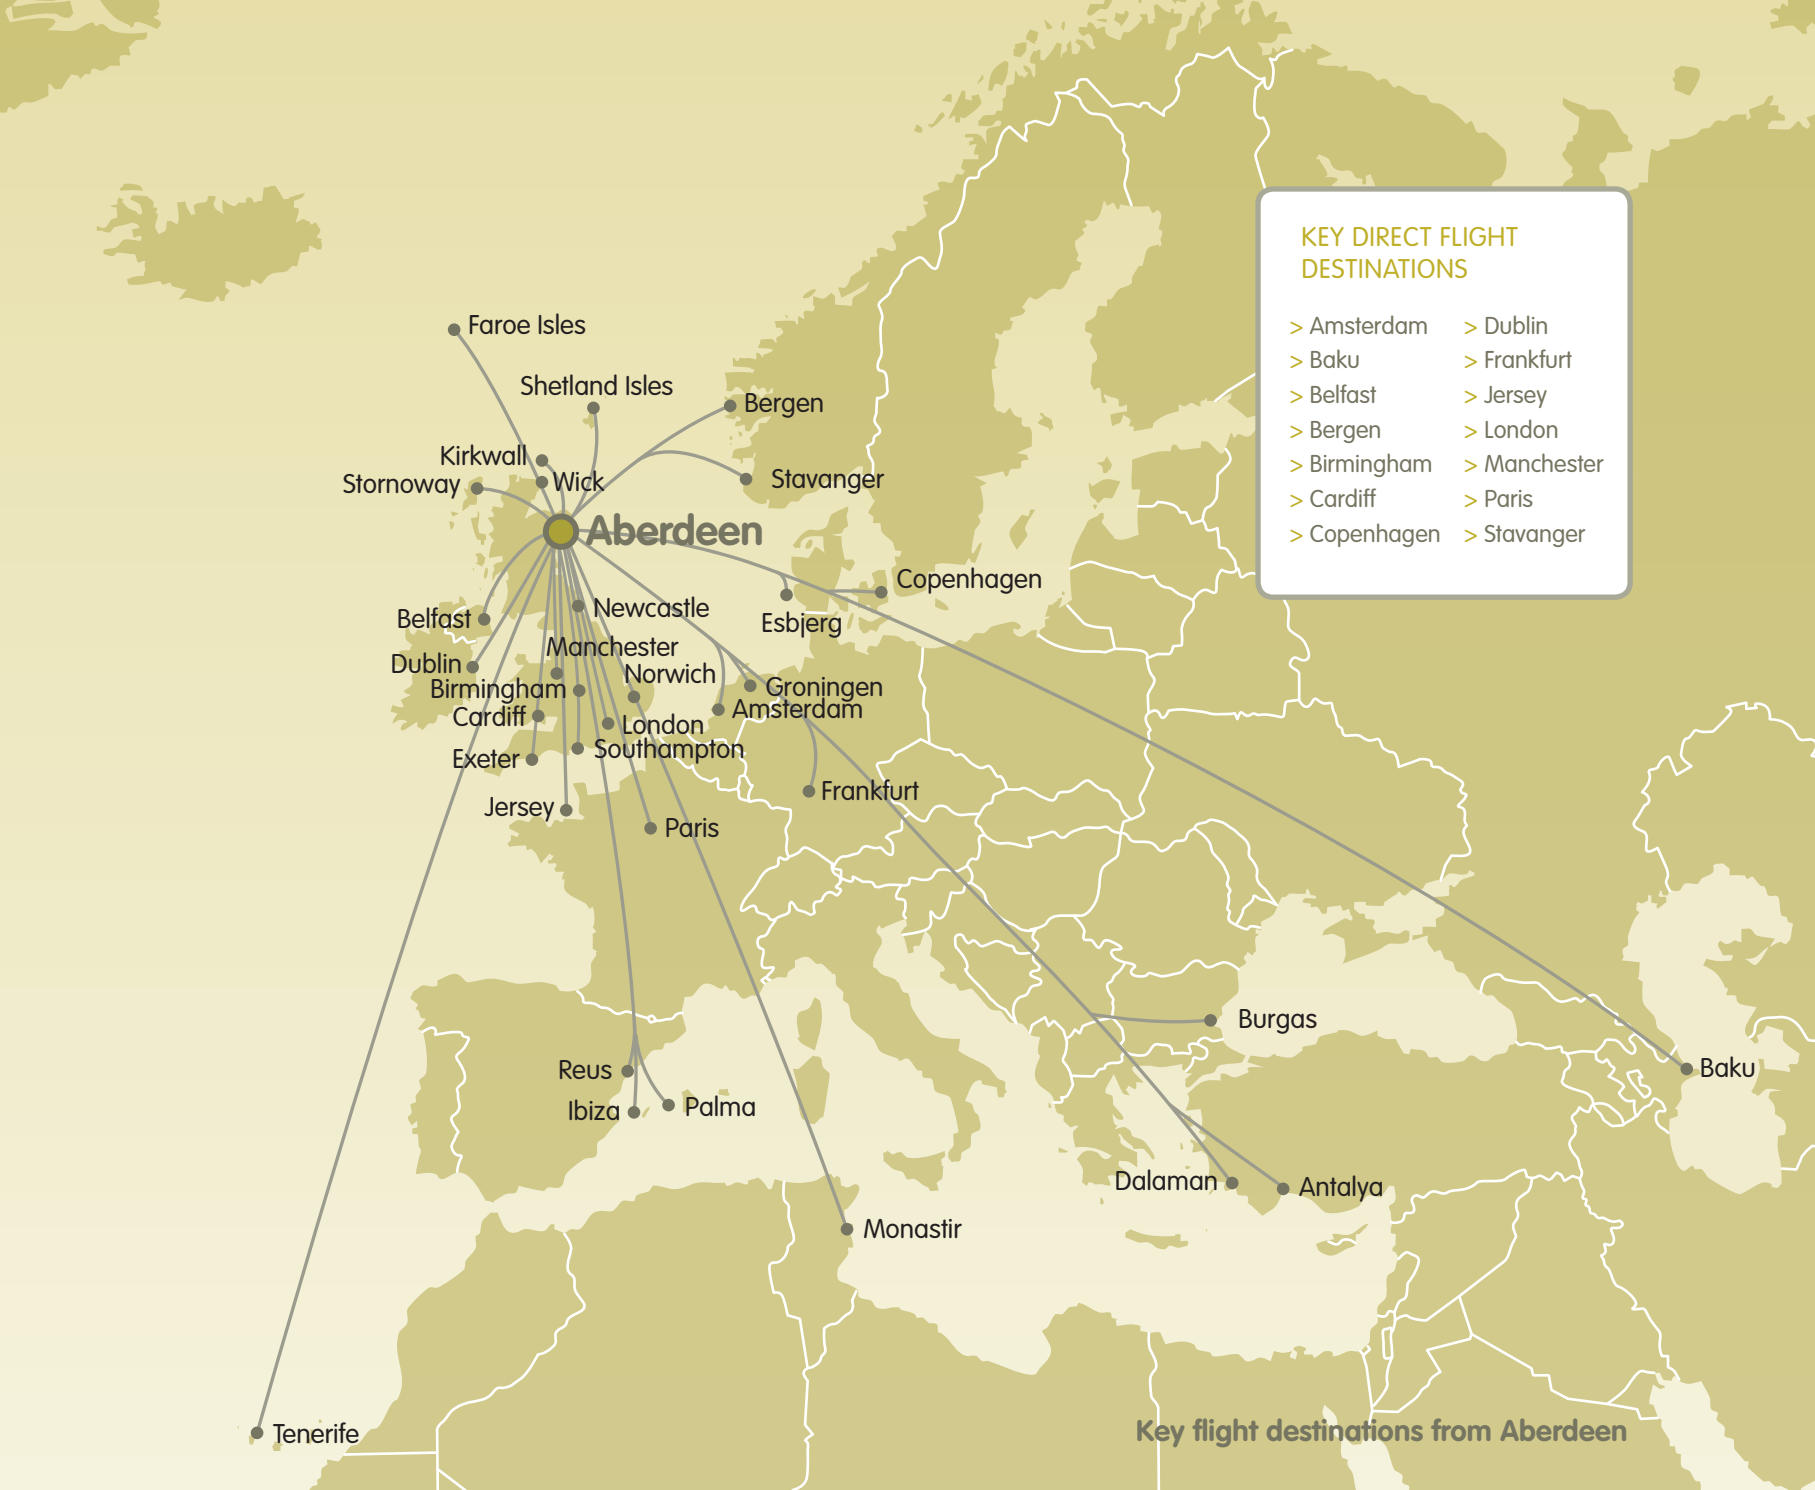 KEY DIRECT FLIGHT
DESTINATIONS
> Amsterdam
> Baku
> Belfast
> Bergen
> Birmingham
> Cardiff
> Copenhagen
> Dublin
> Frankfurt
> Jersey
> London
> Manchester
> Paris
> Stavanger
Faroe Isles
Shetland Isles
Bergen
Kirkwall
Stavanger
Wick
Stornoway
Aberdeen
Copenhagen
Newcastle
Belfast
Esbjerg
Manchester
Dublin
Norwich
Groningen
Birmingham
Amsterdam
Cardiff
London
Southampton
Exeter
Frankfurt
Jersey
Paris
Burgas
Baku
Reus
Ibiza
Palma
Dalaman
Antalya
Monastir
Tenerife
Key flight destinations from Aberdeen